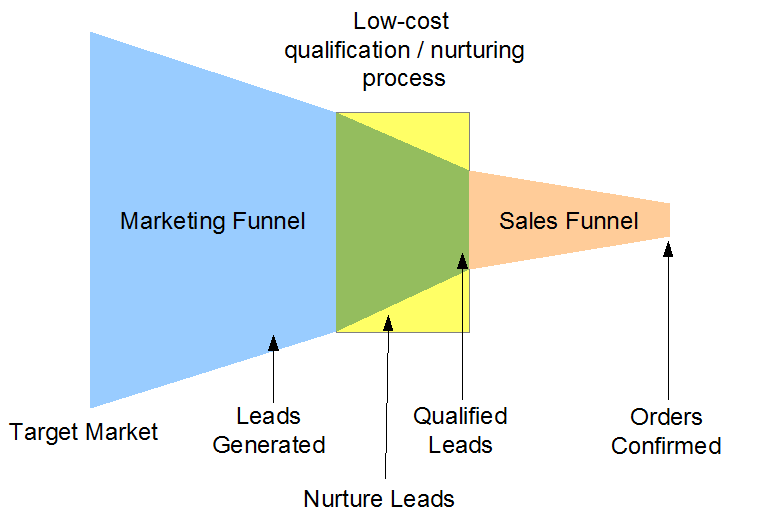 Low-cost
qualification / nurturing
process
Marketing Funnel
Sales Funnel
Target Market
Leads
Generated
Qualified
Leads
Orders
Confirmed
Nurture Leads